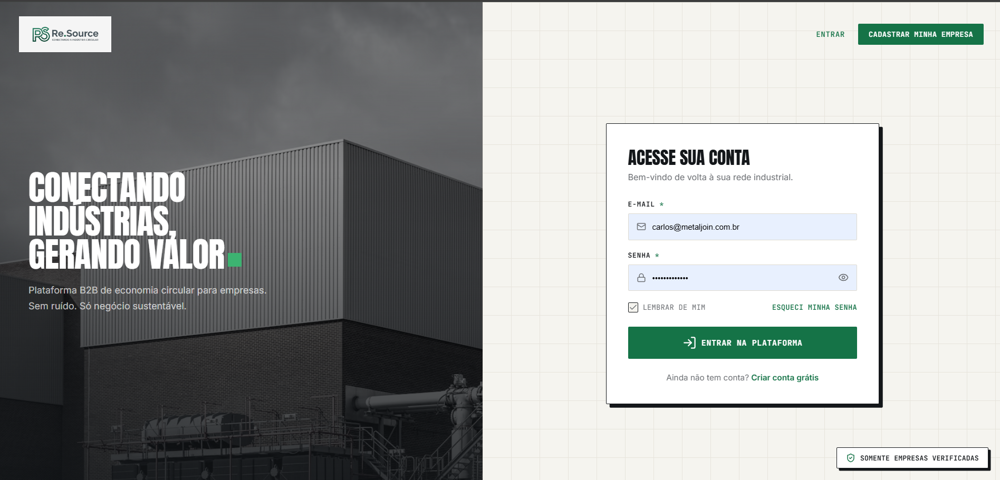 RS Re.Source
CONECTANDO A INDÚSTRIA CIRCULAR
ENTRAR
CADASTRAR MINHA EMPRESA
CONECTANDO
INDÚSTRIAS,
GERANDO VALOR
Plataforma B2B de economia circular para empresas.
Sem ruído. Só negócio sustentável.
ACESSE SUA CONTA
Bem-vindo de volta à sua rede industrial.
E-MAIL *
carlos@metaljoin.com.br
SENHA *
•••••••••••••
LEMBRAR DE MIM
ESQUECI MINHA SENHA
ENTRAR NA PLATAFORMA
Ainda não tem conta? Criar conta grátis
SOMENTE EMPRESAS VERIFICADAS